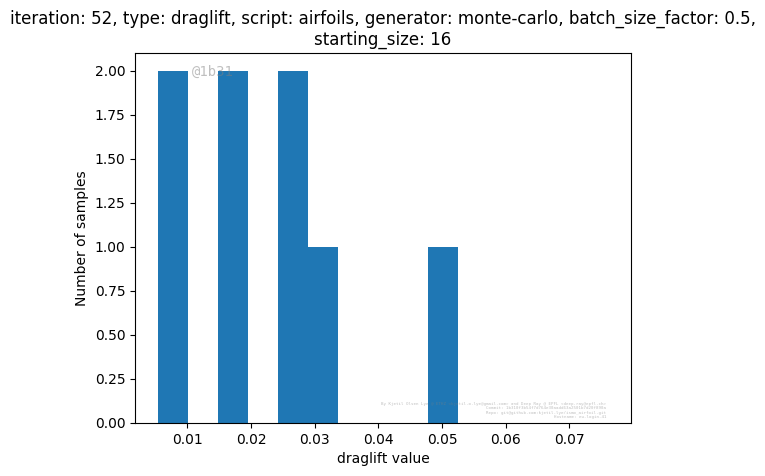 iteration: 52, type: draglift, script: airfoils, generator: monte-carlo, batch_size_factor: 0.5,
starting_size: 16
@1b31
2.00
1.75
1.50
1.25
1.00
0.75
0.50
0.25
0.00
Number of samples
0.01 0.02 0.03 0.04 0.05 0.06 0.07
draglift value